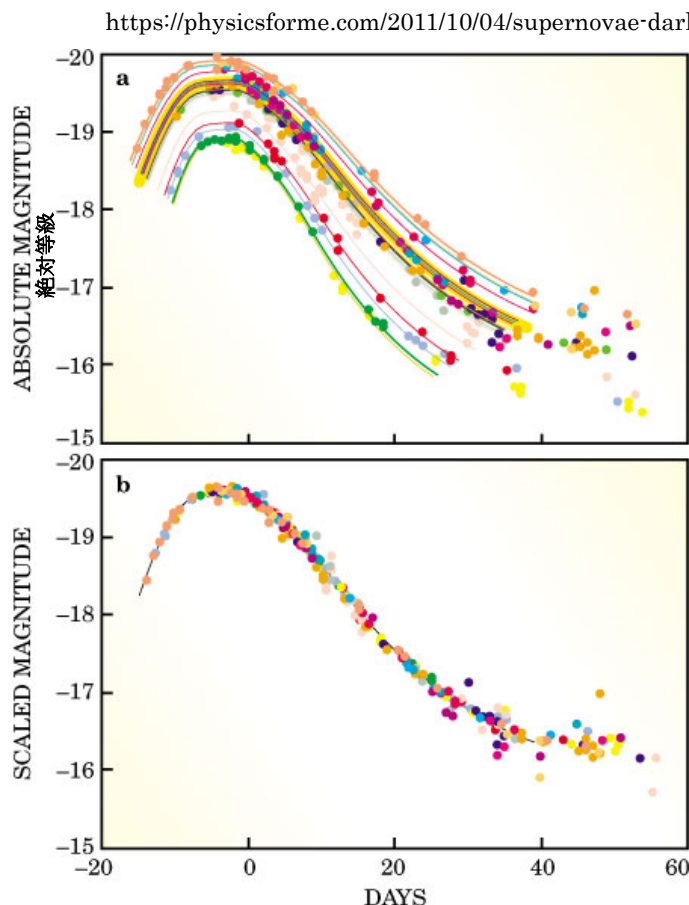 https://physicsforme.com/2011/10/04/supernovae-dar
a
ABSOLUTE MAGNITUDE
絶対等級
–20
–19
–18
–17
–16
–15
b
SCALED MAGNITUDE
–20
–19
–18
–17
–16
–15
–20
0
20
40
60
DAYS